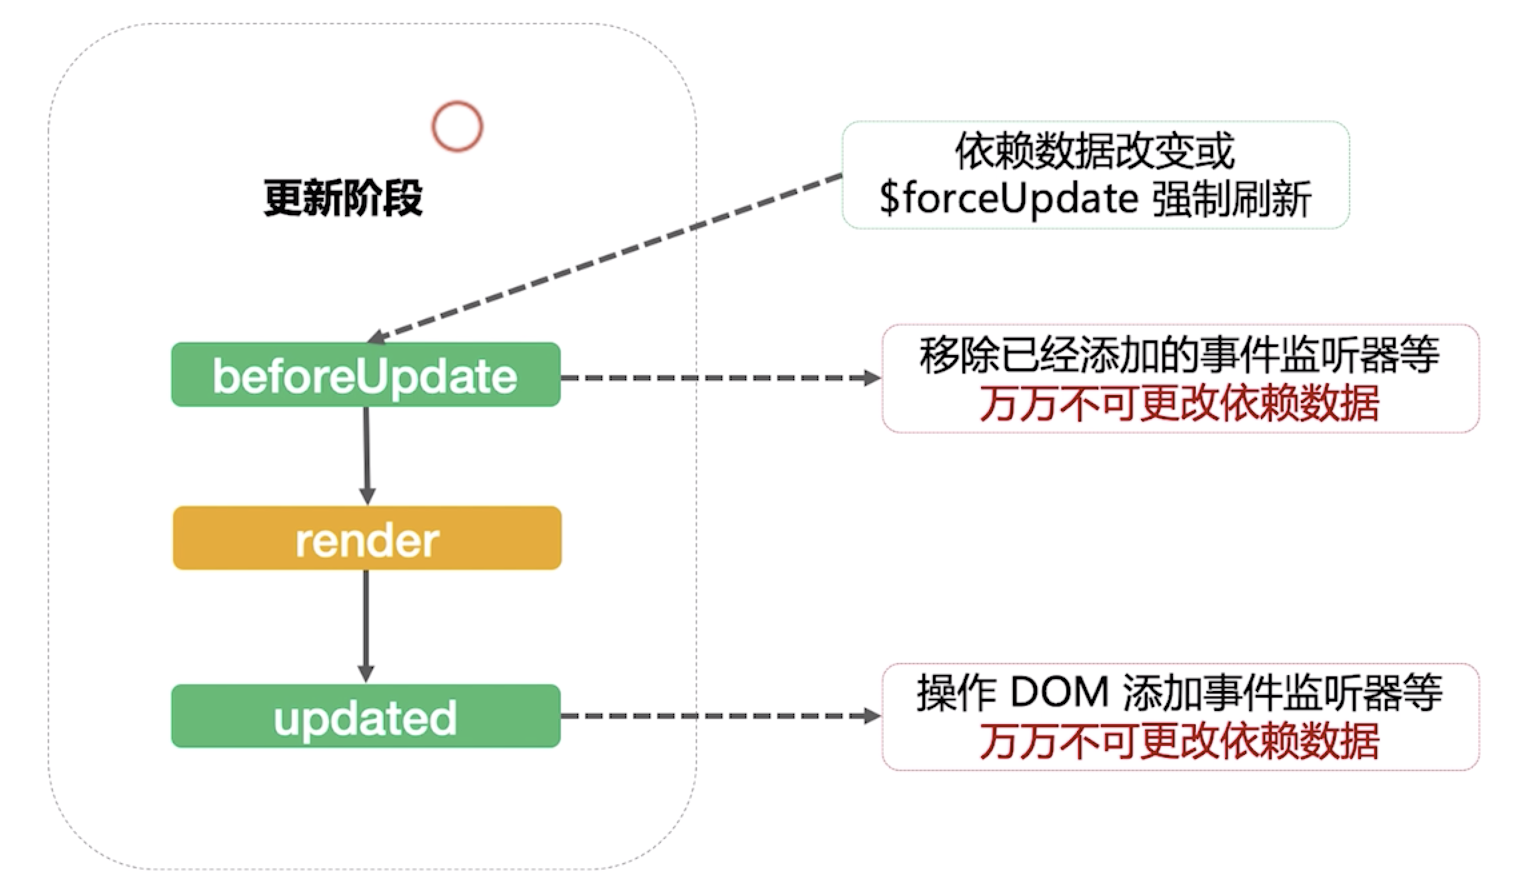 更新阶段
依赖数据改变或
$forceUpdate 强制刷新
beforeUpdate
移除已经添加的事件监听器等
万万不可更改依赖数据
render
updated
操作 DOM 添加事件监听器等
万万不可更改依赖数据